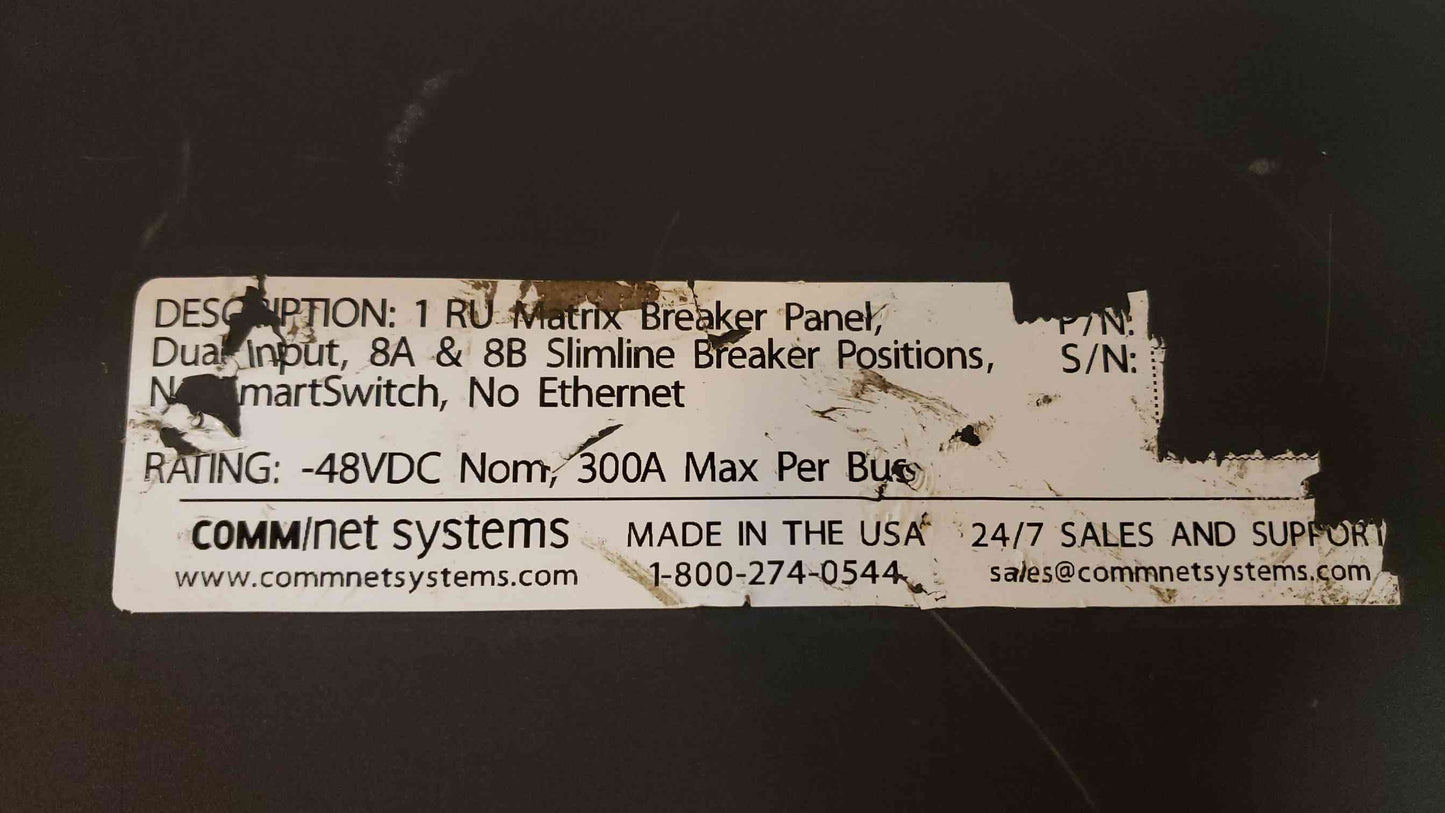 DESCRIPTION: 1 RU Matrix Breaker Panel,
Dual Input, 8A & 8B Slimline Breaker Positions,
No SmartSwitch, No Ethernet
P/N:
S/N:
RATING: -48VDC Nom, 300A Max Per Bus
COMM/net systems
www.commnetsystems.com
MADE IN THE USA
1-800-274-0544
24/7 SALES AND SUPPORT
sales@commnetsystems.com